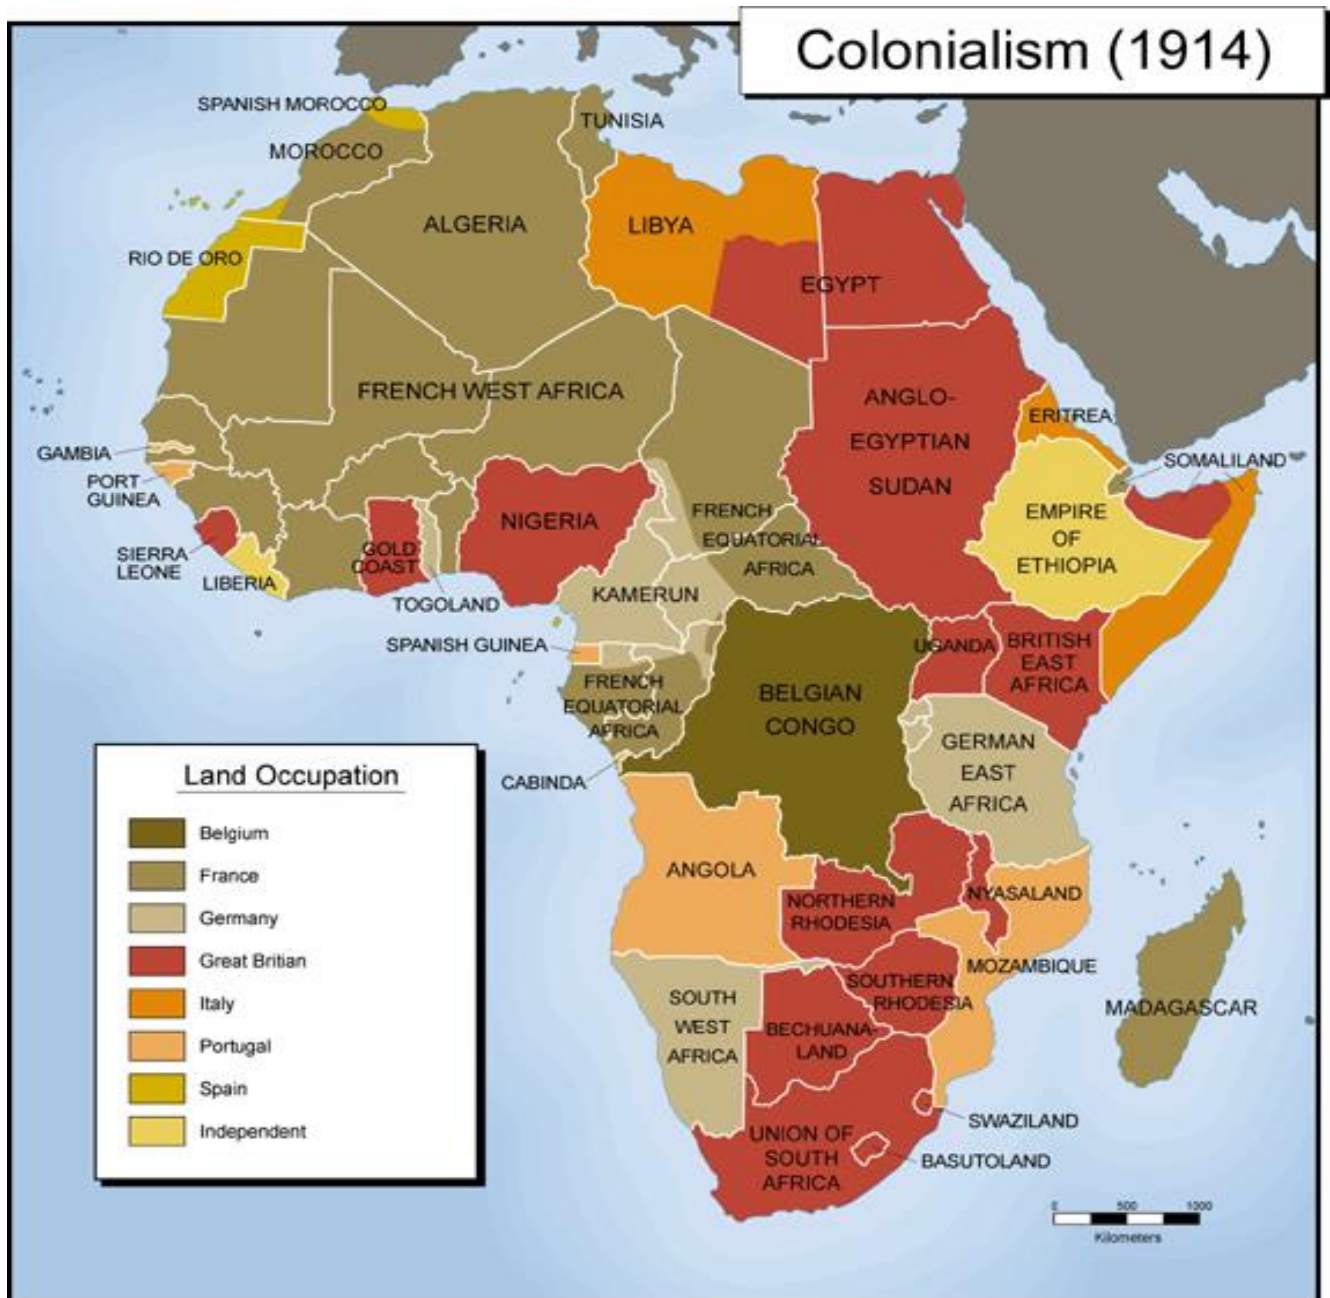 Colonialism (1914)
SPANISH MOROCCO
MOROCCO
TUNISIA
ALGERIA
LIBYA
EGYPT
RIO DE ORO
FRENCH WEST AFRICA
ANGLO-
EGYPTIAN
SUDAN
ERITREA
SOMALILAND
GAMBIA
PORT
GUINEA
SIERRA
LEONE
LIBERIA
GOLD
COAST
TOGOLAND
NIGERIA
FRENCH
EQUATORIAL
AFRICA
EMPIRE
OF
ETHIOPIA
KAMERUN
SPANISH GUINEA
FRENCH
EQUATORIAL
AFRICA
UGANDA
BRITISH
EAST
AFRICA
BELGIAN
CONGO
GERMAN
EAST
AFRICA
CABINDA
ANGOLA
NORTHERN
RHODESIA
NYASALAND
MOZAMBIQUE
SOUTHERN
RHODESIA
MADAGASCAR
SOUTH
WEST
AFRICA
BECHUANA-
LAND
SWAZILAND
UNION OF
SOUTH
AFRICA
BASUTOLAND
Land Occupation
Belgium
France
Germany
Great Britian
Italy
Portugal
Spain
Independent
0 500 1000
Kilometers